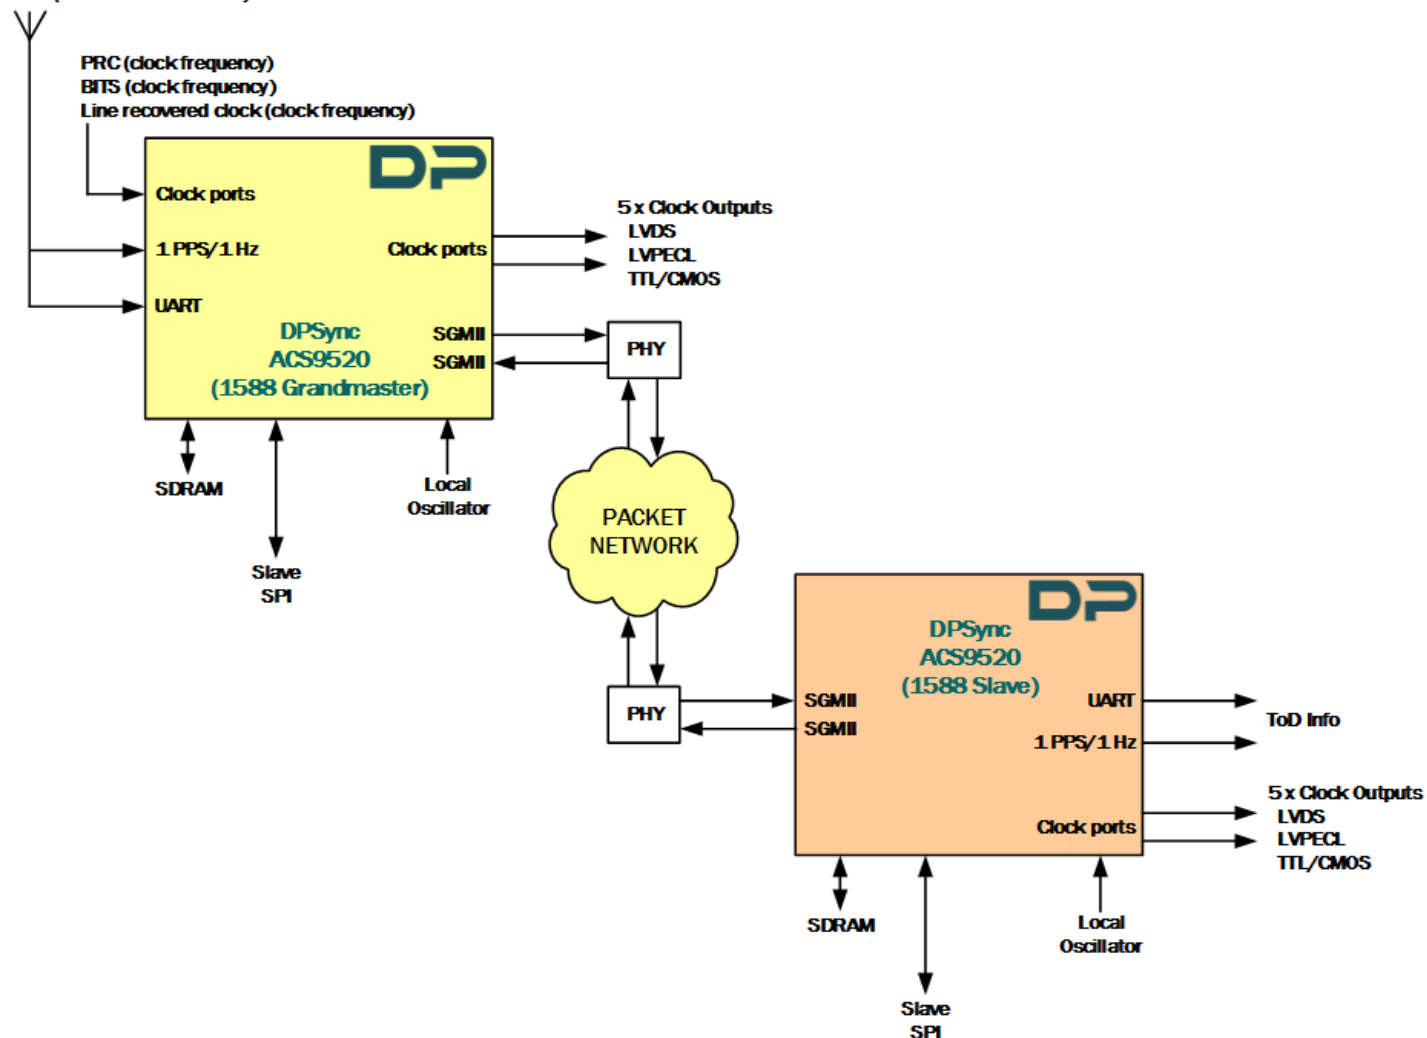 PRC (clock frequency)
BITS (clock frequency)
Line recovered clock (clock frequency)
DP
Clock ports
1 PPS/1 Hz
UART
Clock ports
5 x Clock Outputs
LVDS
LVPECL
TTL/CMOS
DPSync
ACS9520
(1588 Grandmaster)
SGMII
SGMII
PHY
SDRAM
Slave
SPI
Local
Oscillator
PACKET
NETWORK
PHY
DP
DPSync
ACS9520
(1588 Slave)
SGMII
SGMII
UART
1 PPS/1 Hz
ToD Info
Clock ports
5 x Clock Outputs
LVDS
LVPECL
TTL/CMOS
SDRAM
Slave
SPI
Local
Oscillator